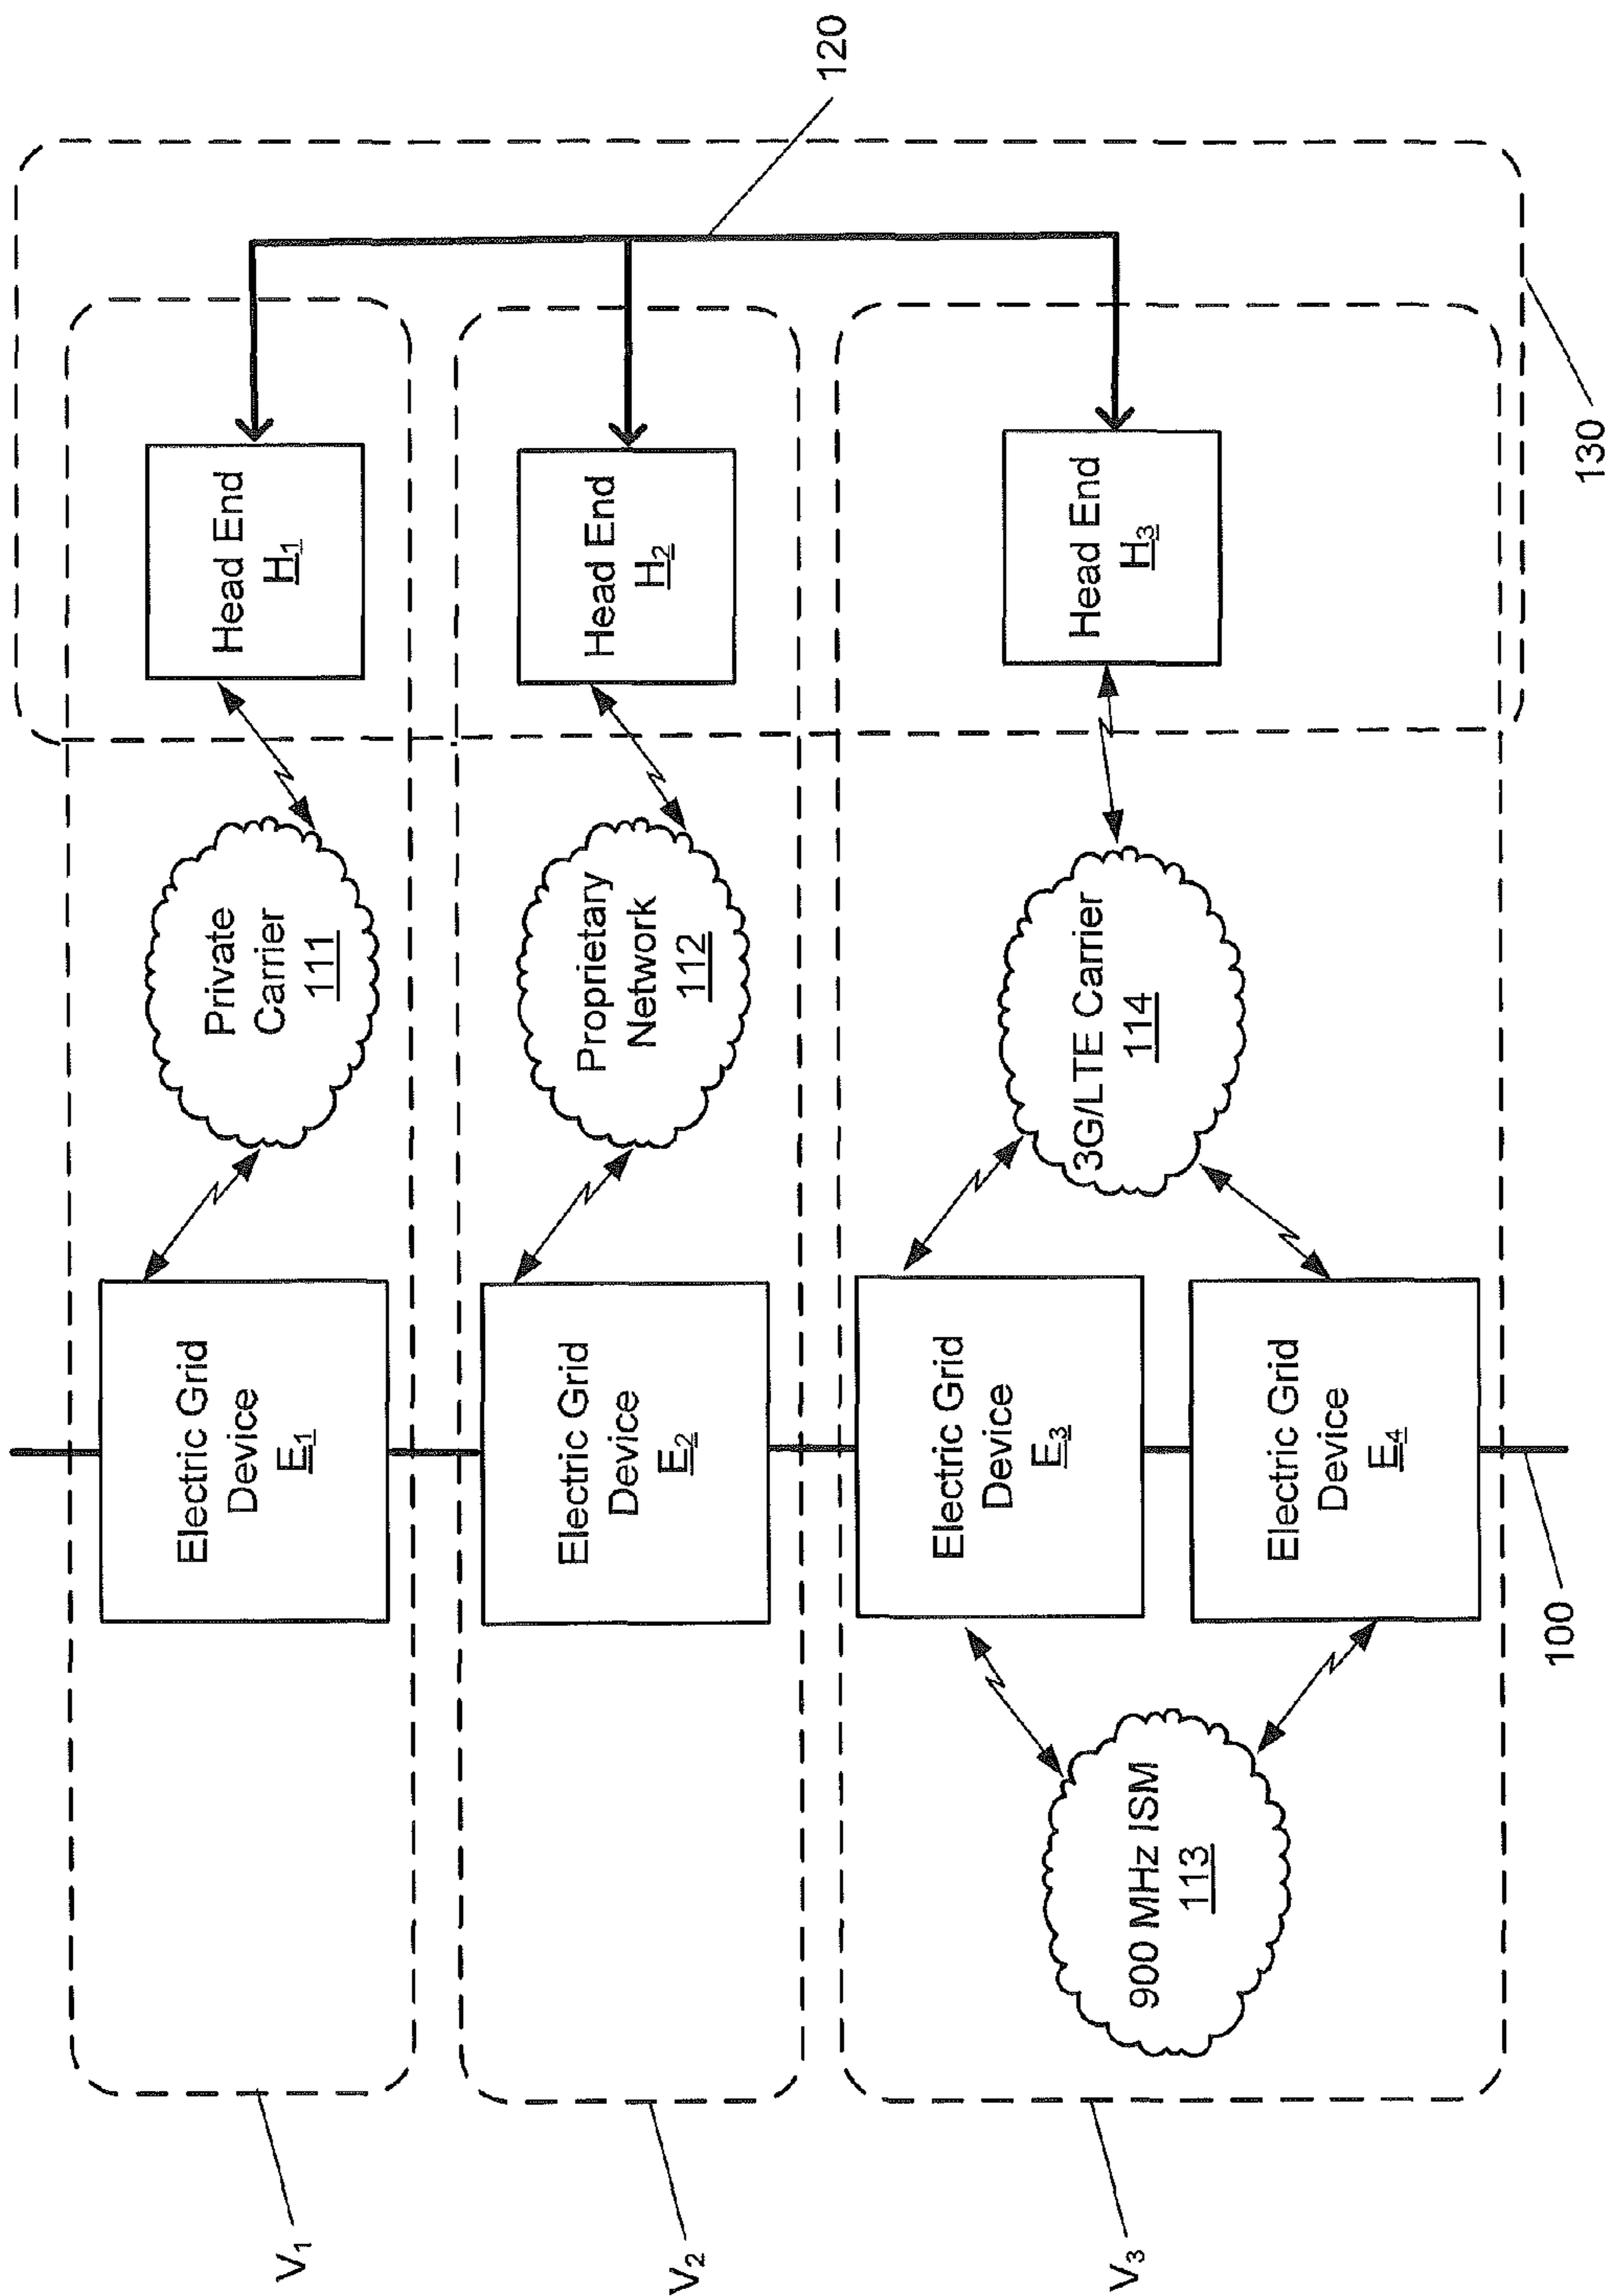 V1
Electric Grid
Device
E1
Private
Carrier
111
Head End
H1
V2
Electric Grid
Device
E2
Proprietary
Network
112
Head End
H2
120
V3
900 MHz ISM
113
Electric Grid
Device
E3
3G/LTE Carrier
114
Head End
H3
Electric Grid
Device
E4
100
130